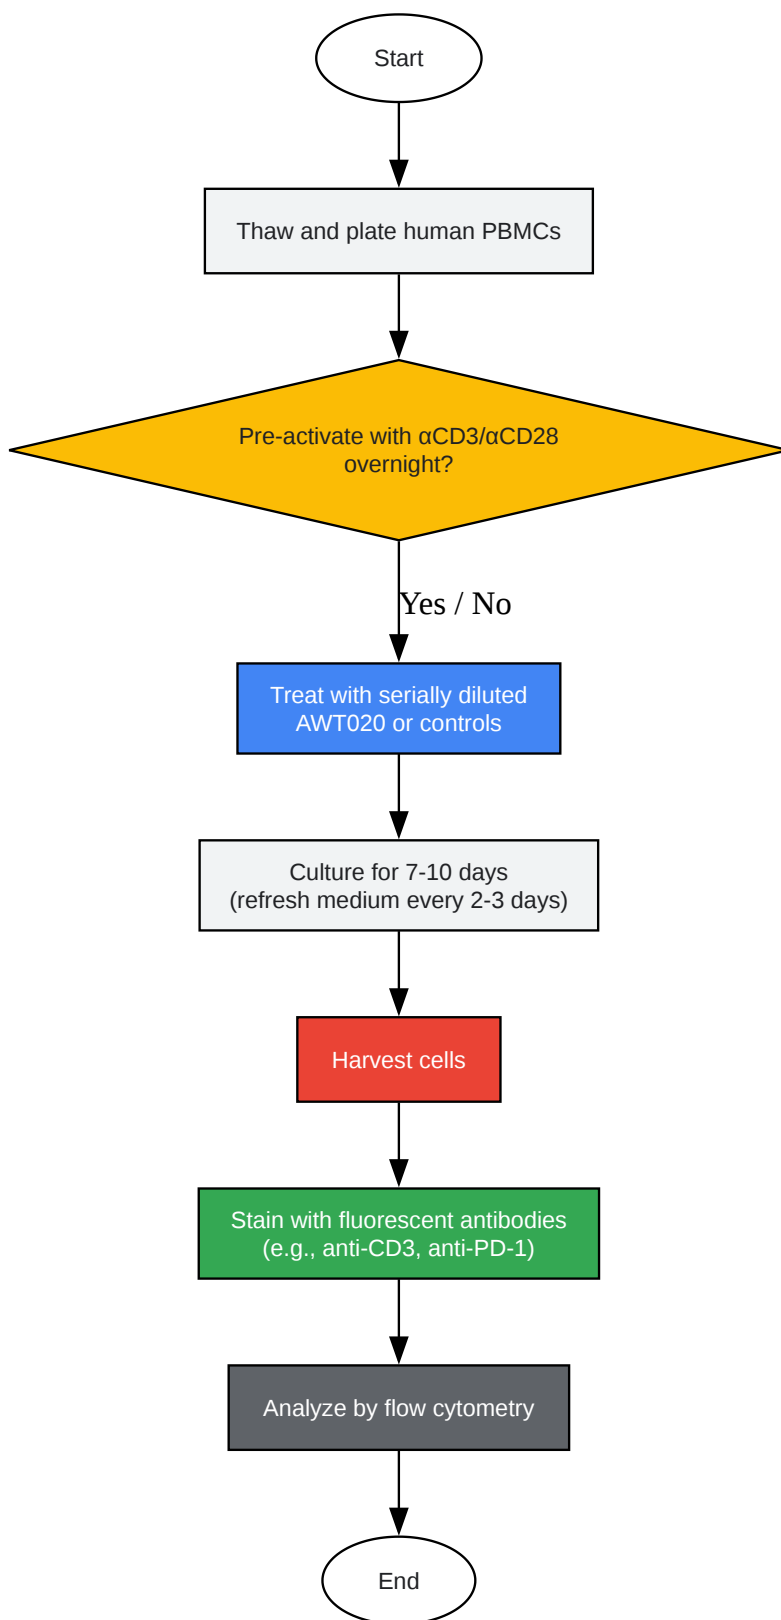 Start
Thaw and plate human PBMCs
Pre-activate with αCD3/αCD28
overnight?
Yes / No
Treat with serially diluted
AWT020 or controls
Culture for 7-10 days
(refresh medium every 2-3 days)
Harvest cells
Stain with fluorescent antibodies
(e.g., anti-CD3, anti-PD-1)
Analyze by flow cytometry
End